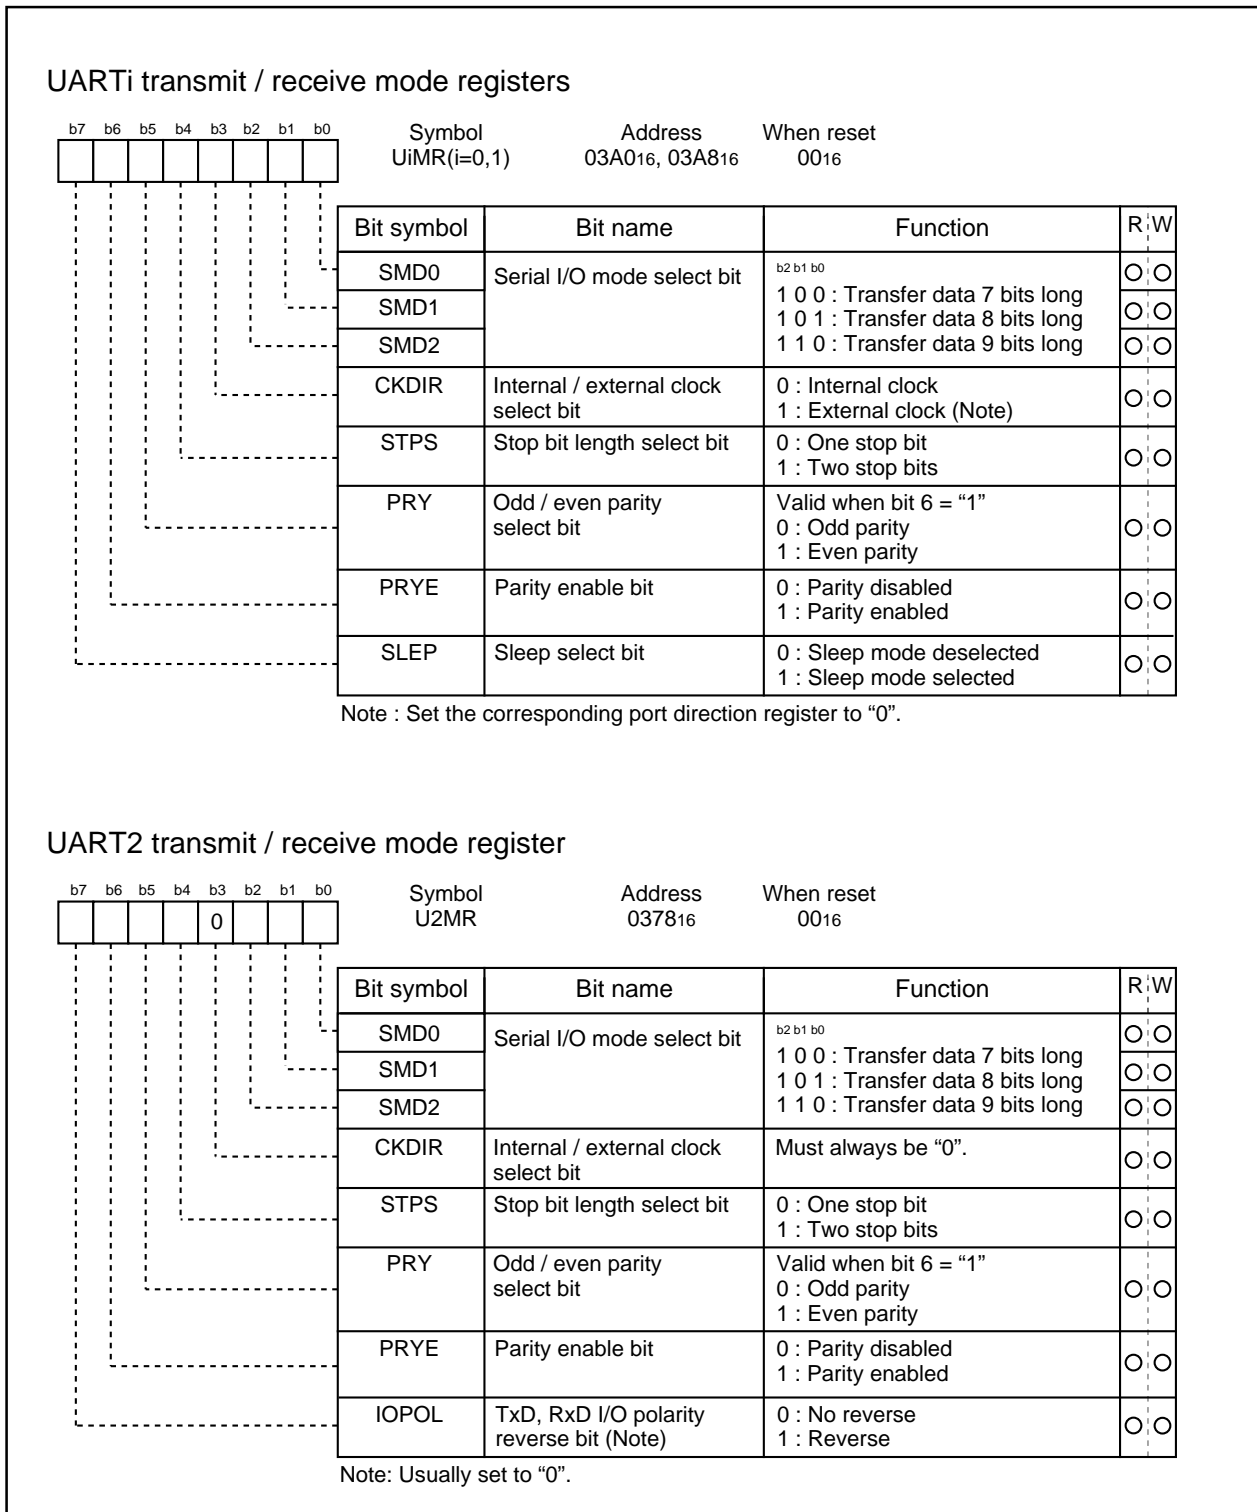 UARTi transmit / receive mode registers
b7 b6 b5 b4 b3 b2 b1 b0
Symbol Address When reset
UiMR(i=0,1) 03A016, 03A816 0016
Bit symbol Bit name Function R W
SMD0 Serial I/O mode select bit b2 b1 b0
1 0 0 : Transfer data 7 bits long
SMD1
1 0 1 : Transfer data 8 bits long
SMD2 1 1 0 : Transfer data 9 bits long
CKDIR Internal / external clock 0 : Internal clock
select bit 1 : External clock (Note)
STPS Stop bit length select bit 0 : One stop bit
1 : Two stop bits
PRY Odd / even parity Valid when bit 6 = “1”
select bit 0 : Odd parity
1 : Even parity
PRYE Parity enable bit 0 : Parity disabled
1 : Parity enabled
SLEP Sleep select bit 0 : Sleep mode deselected
1 : Sleep mode selected
Note : Set the corresponding port direction register to “0”.
UART2 transmit / receive mode register
b7 b6 b5 b4 b3 b2 b1 b0
Symbol Address When reset
0 U2MR 037816 0016
Bit symbol Bit name Function R W
SMD0 Serial I/O mode select bit b2 b1 b0
1 0 0 : Transfer data 7 bits long
SMD1
1 0 1 : Transfer data 8 bits long
SMD2 1 1 0 : Transfer data 9 bits long
CKDIR Internal / external clock Must always be “0”.
select bit
STPS Stop bit length select bit 0 : One stop bit
1 : Two stop bits
PRY Odd / even parity Valid when bit 6 = “1”
select bit 0 : Odd parity
1 : Even parity
PRYE Parity enable bit 0 : Parity disabled
1 : Parity enabled
IOPOL TxD, RxD I/O polarity 0 : No reverse
reverse bit (Note) 1 : Reverse
Note: Usually set to “0”.